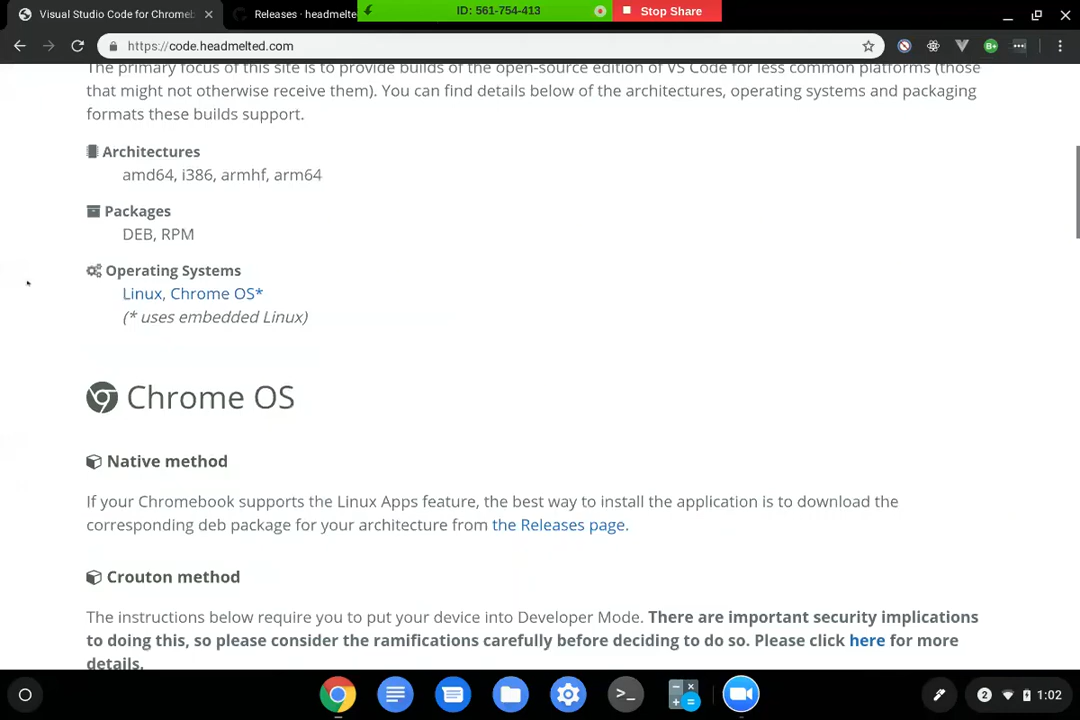 Visual Studio Code for Chromeb
Releases · headmelte
ID: 561-754-413
Stop Share
https://code.headmelted.com
The primary focus of this site is to provide builds of the open-source edition of VS Code for less common platforms (those
that might not otherwise receive them). You can find details below of the architectures, operating systems and packaging
formats these builds support.
Architectures
amd64, i386, armhf, arm64
Packages
DEB, RPM
Operating Systems
Linux, Chrome OS*
(* uses embedded Linux)
Chrome OS
Native method
If your Chromebook supports the Linux Apps feature, the best way to install the application is to download the
corresponding deb package for your architecture from the Releases page.
Crouton method
The instructions below require you to put your device into Developer Mode. There are important security implications
to doing this, so please consider the ramifications carefully before deciding to do so. Please click here for more
details.
2
1:02